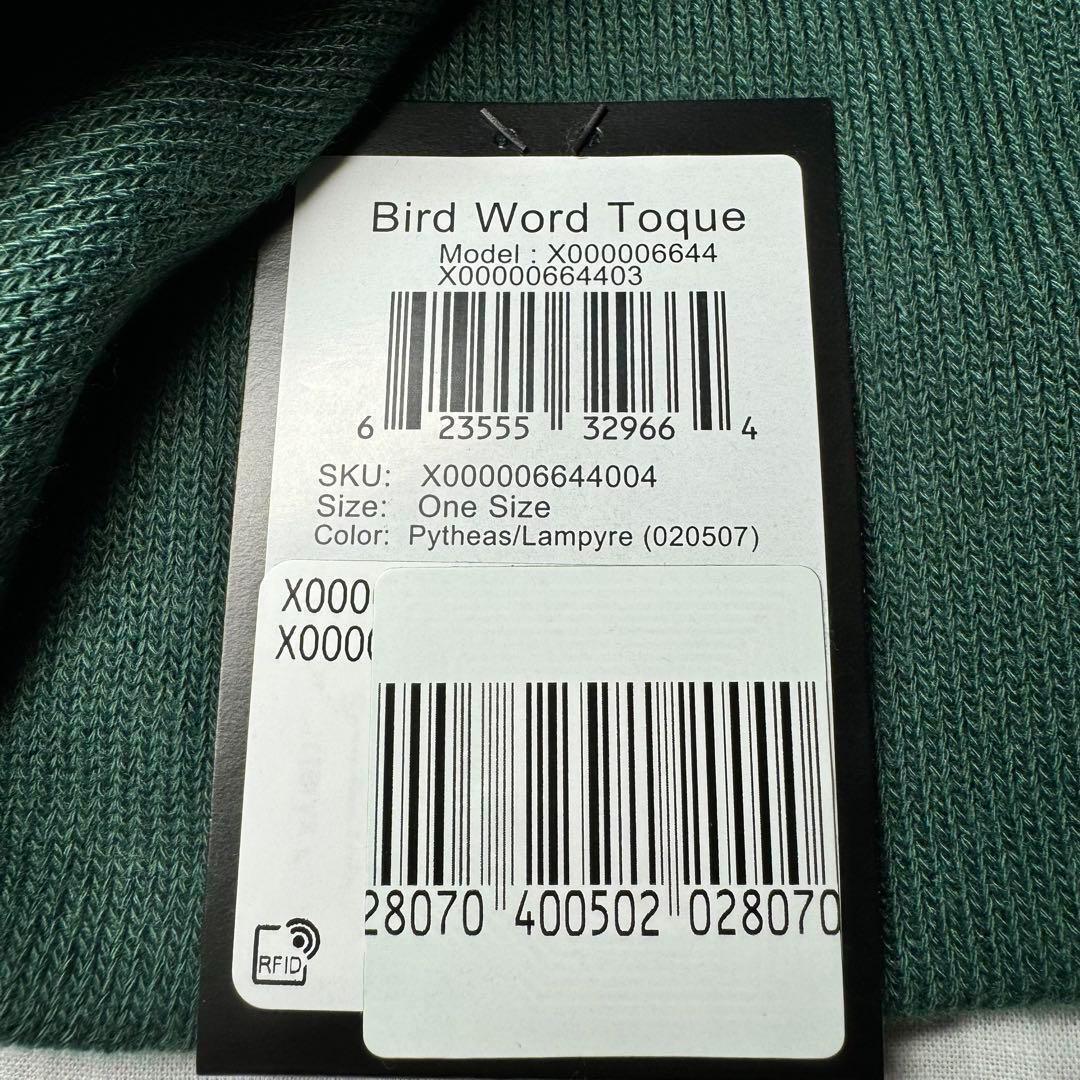 Bird Word Toque
Model : X000006644
X00000664403
6 23555 32966 4
SKU: X000006644004
Size: One Size
Color: Pytheas/Lampyre (020507)
X000
X000
28070 400502 028070
RFID